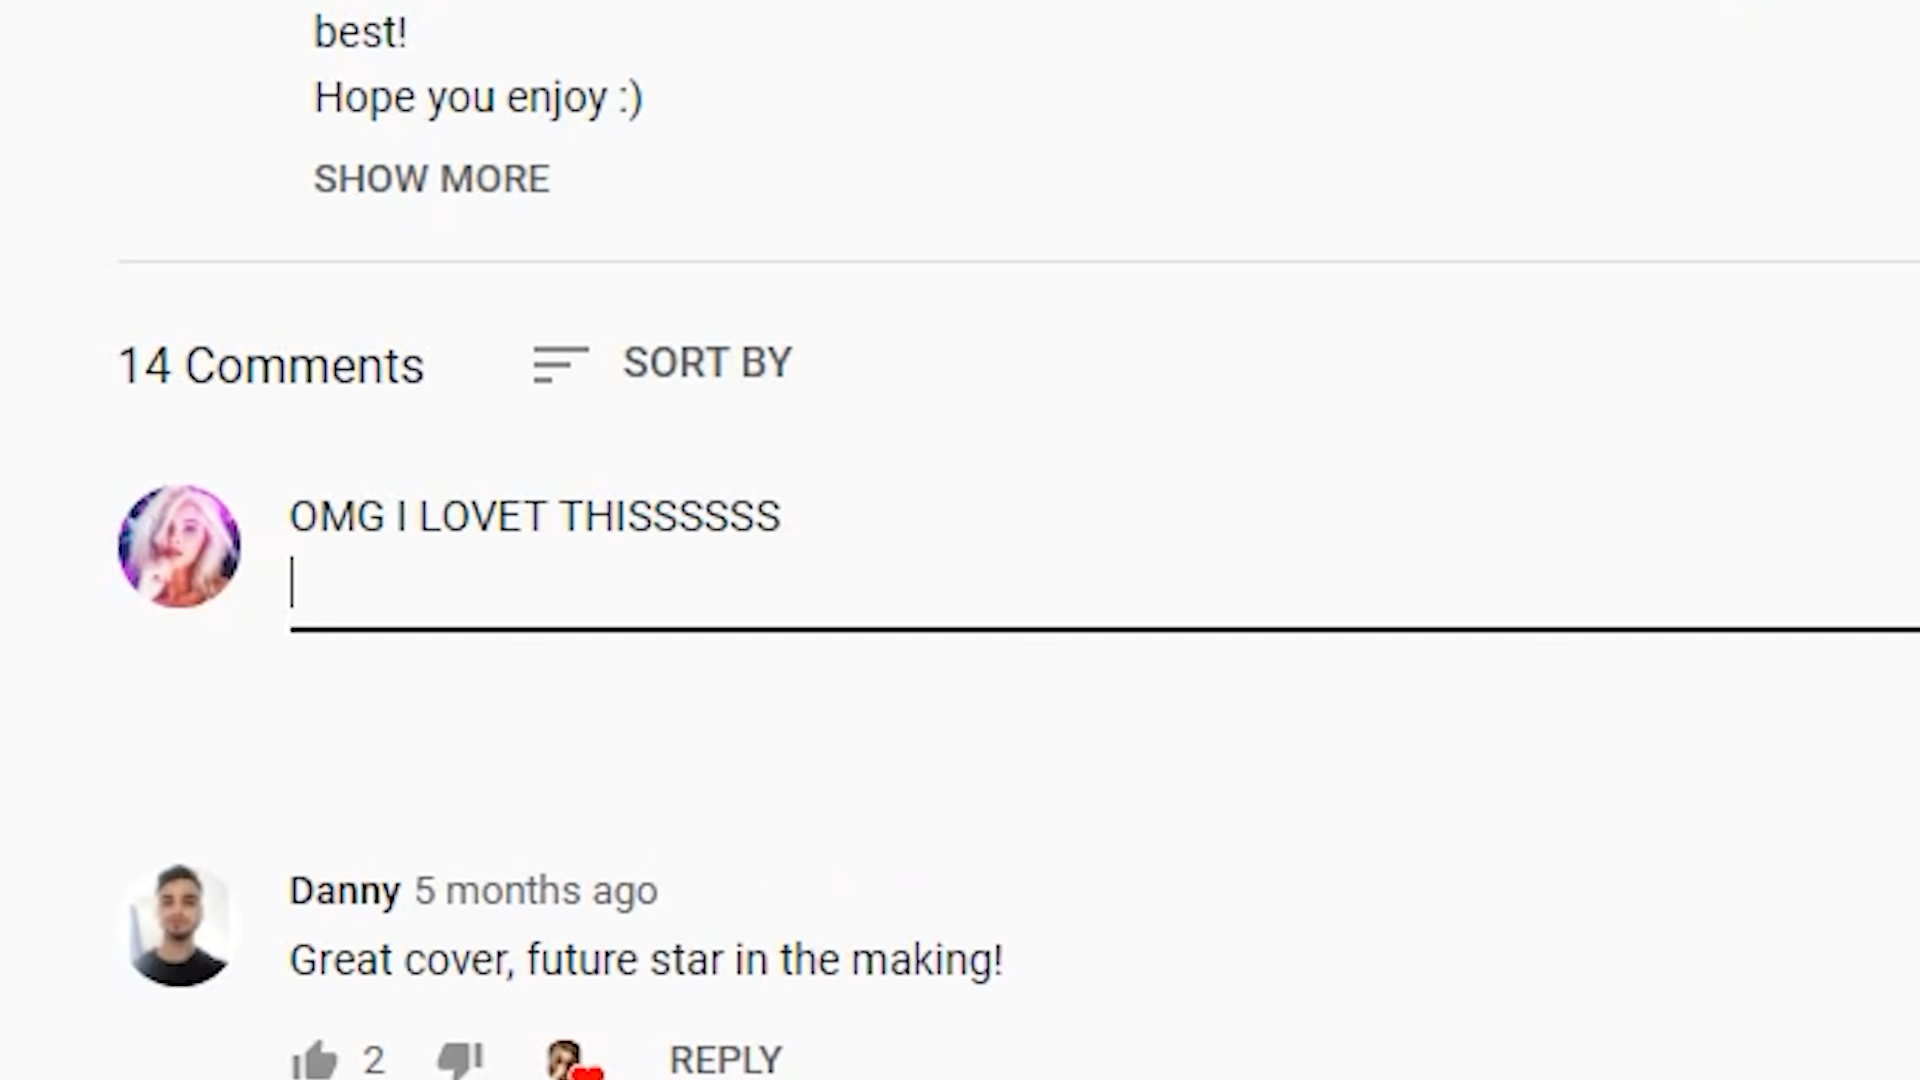 best!
Hope you enjoy :)
SHOW MORE
14 Comments SORT BY
OMG I LOVET THISSSSSS
Danny 5 months ago
Great cover, future star in the making!
2 REPLY